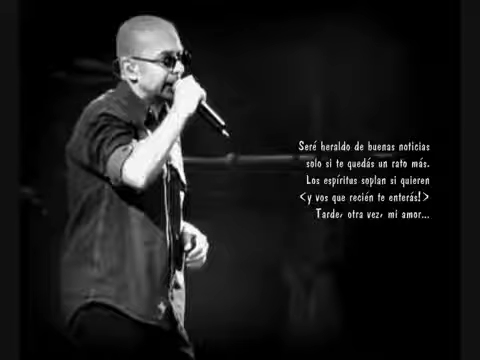 Seré heraldo de buenas noticias
solo si te quedás un rato más.
Los espíritus soplan si quieren
<y vos que recién te enterás!>
Tarde, otra vez, mi amor...